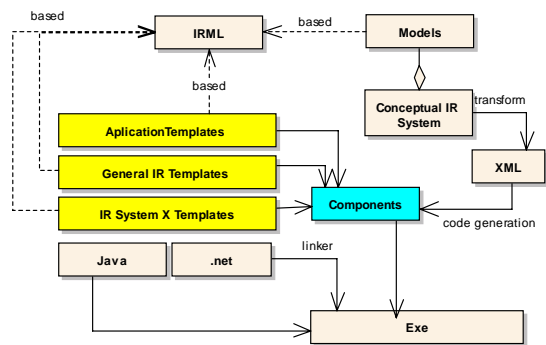 based
IRML
based
Models
based
Conceptual IR
System
transform
AplicationTemplates
General IR Templates
XML
IR System X Templates
Components
code generation
Java
.net
linker
Exe